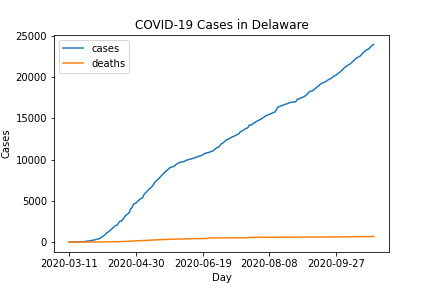 COVID-19 Cases in Delaware
25000
20000
15000
10000
5000
0
Cases
cases
deaths
2020-03-11 2020-04-30 2020-06-19 2020-08-08 2020-09-27
Day